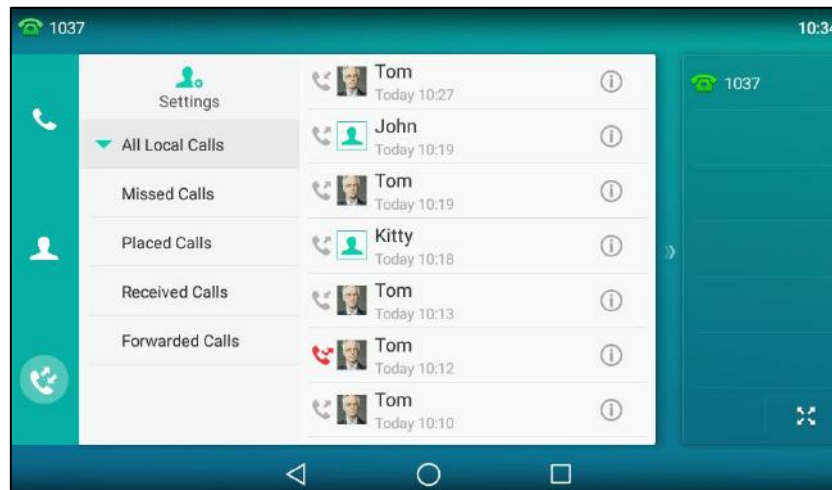 1037
10:34
Settings
All Local Calls
Missed Calls
Placed Calls
Received Calls
Forwarded Calls
Tom
Today 10:27
John
Today 10:19
Tom
Today 10:19
Kitty
Today 10:18
Tom
Today 10:13
Tom
Today 10:12
Tom
Today 10:10
1037